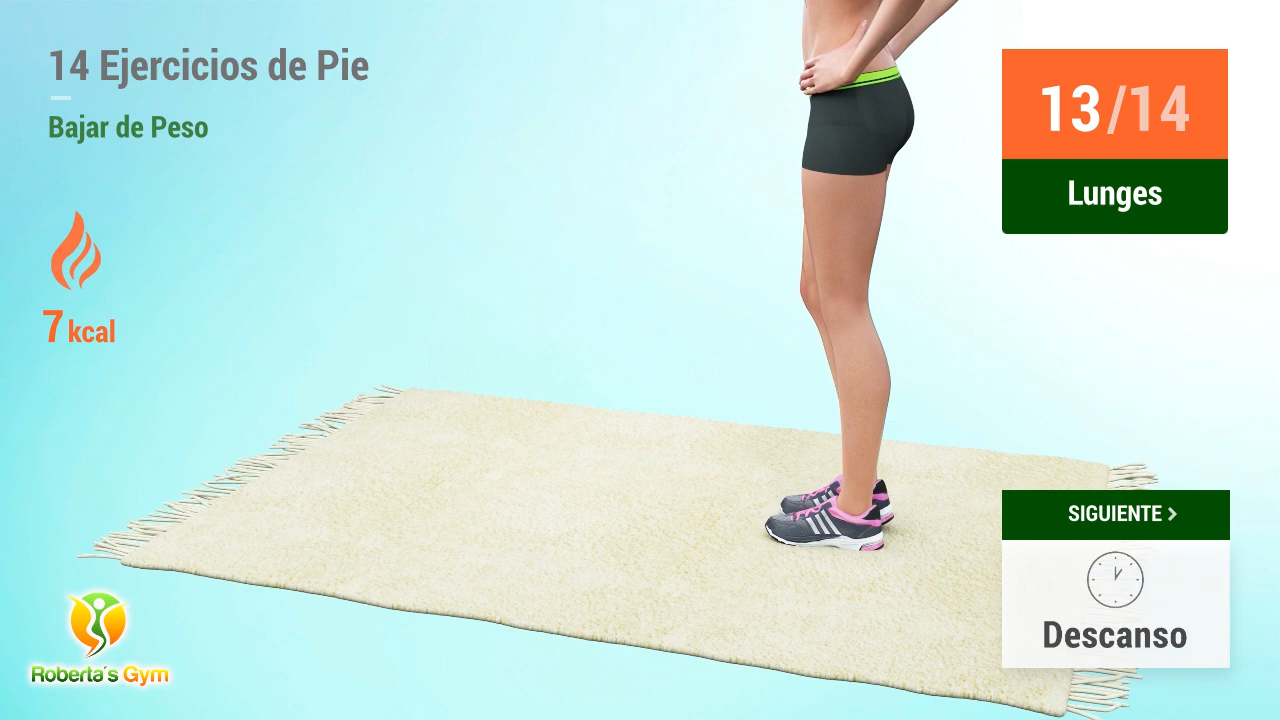 14 Ejercicios de Pie
Bajar de Peso
7 kcal
13/14
Lunges
SIGUIENTE >
Descanso
Roberta´s Gym